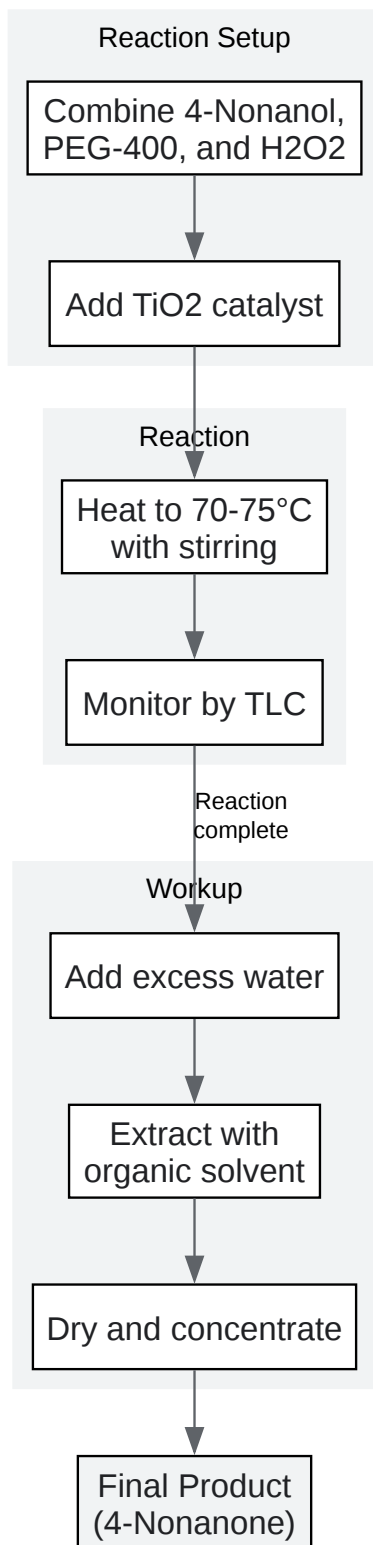 Reaction Setup
Combine 4-Nonanol,
PEG-400, and H2O2
Add TiO2 catalyst
Reaction
Heat to 70-75°C
with stirring
Monitor by TLC
Reaction
complete
Workup
Add excess water
Extract with
organic solvent
Dry and concentrate
Final Product
(4-Nonanone)